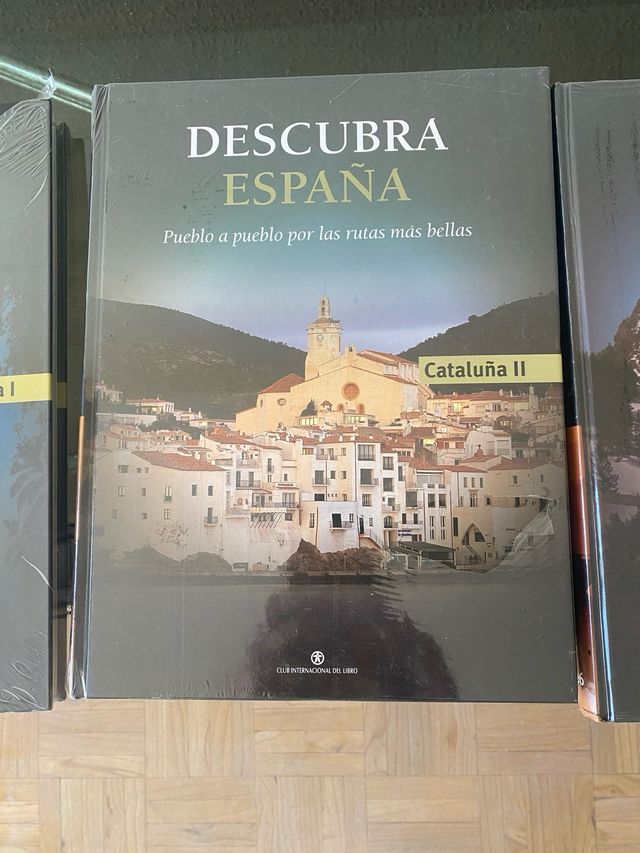 DESCUBRA
ESPAÑA
Pueblo a pueblo por las rutas más bellas
Cataluña II
CLUB INTERNACIONAL DEL LIBRO
a I